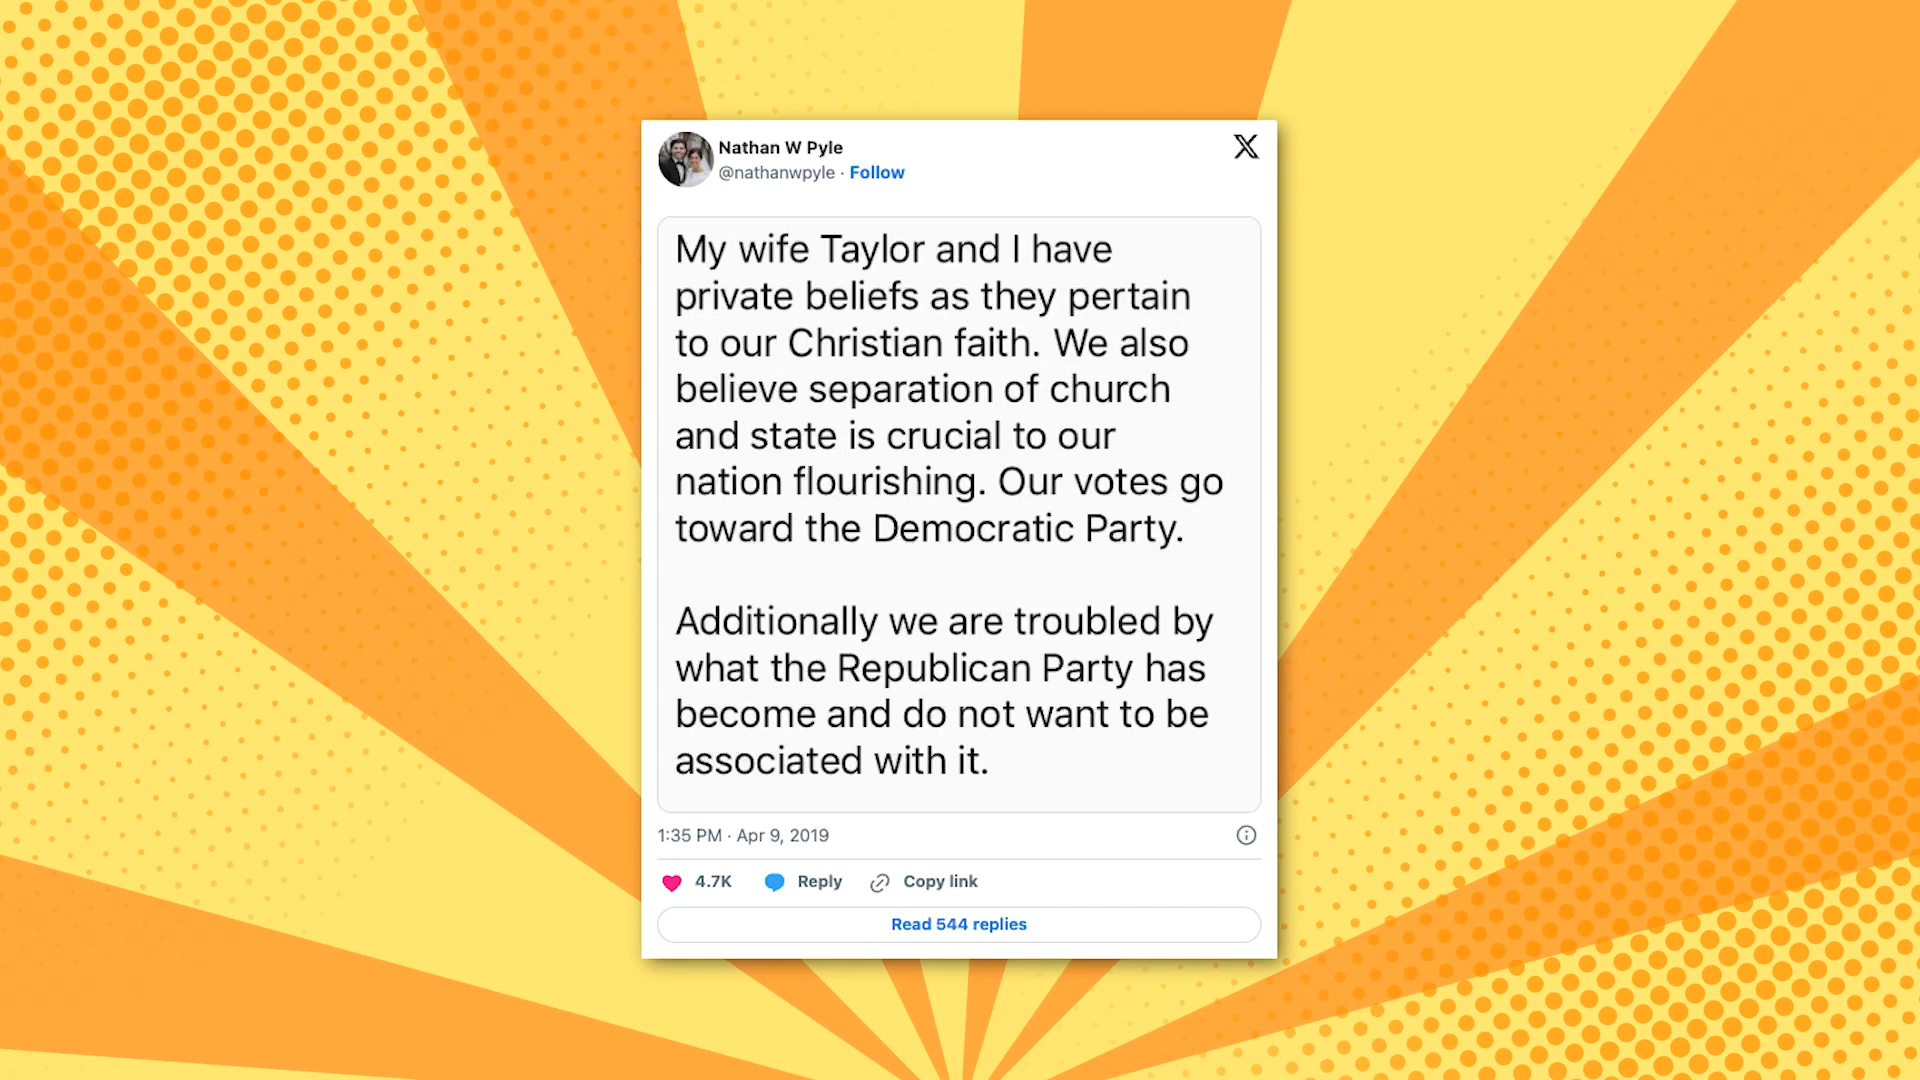 Nathan W Pyle
@nathanwpyle · Follow
My wife Taylor and I have
private beliefs as they pertain
to our Christian faith. We also
believe separation of church
and state is crucial to our
nation flourishing. Our votes go
toward the Democratic Party.
Additionally we are troubled by
what the Republican Party has
become and do not want to be
associated with it.
1:35 PM · Apr 9, 2019
4.7K Reply Copy link
Read 544 replies